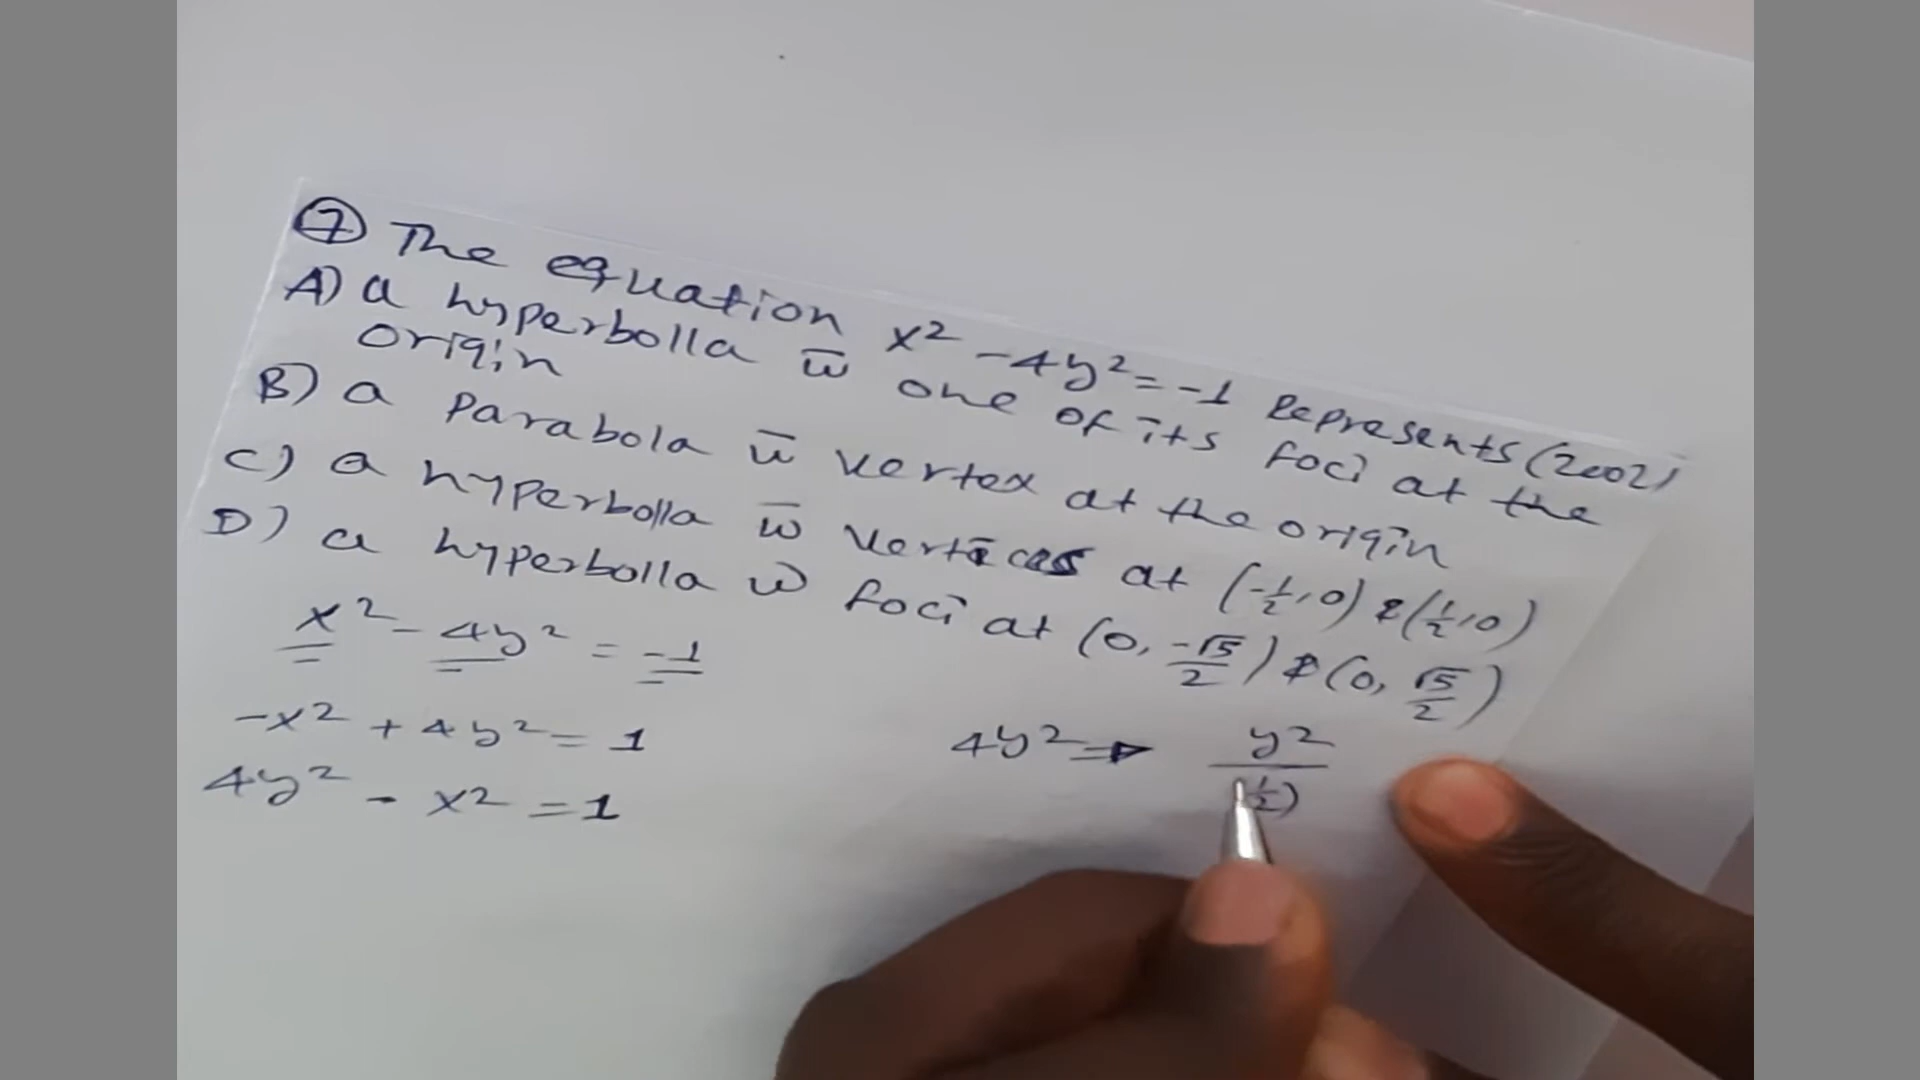 ⑦ The equation x² - 4y² = -1 Represents (2002)
A) a hyperbolla w̄ one of its foci at the
origin
B) a parabola w̄ vertex at the origin
C) a hyperbolla w̄ vertices at (-1/2, 0) & (1/2, 0)
D) a hyperbolla w̄ foci at (0, -√5/2) & (0, √5/2)
x² - 4y² = -1
-x² + 4y² = 1
4y² - x² = 1
4y² ⇒ y²/(1/2)